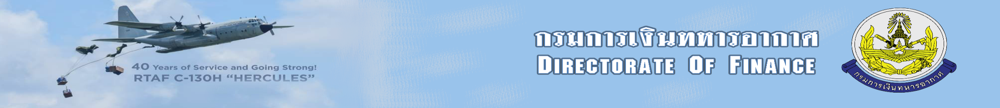 40 Years of Service and Going Strong!
RTAF C-130H “HERCULES”
กรมการเงินทหารอากาศ
DIRECTORATE OF FINANCE
กรมการเงินทหารอากาศ